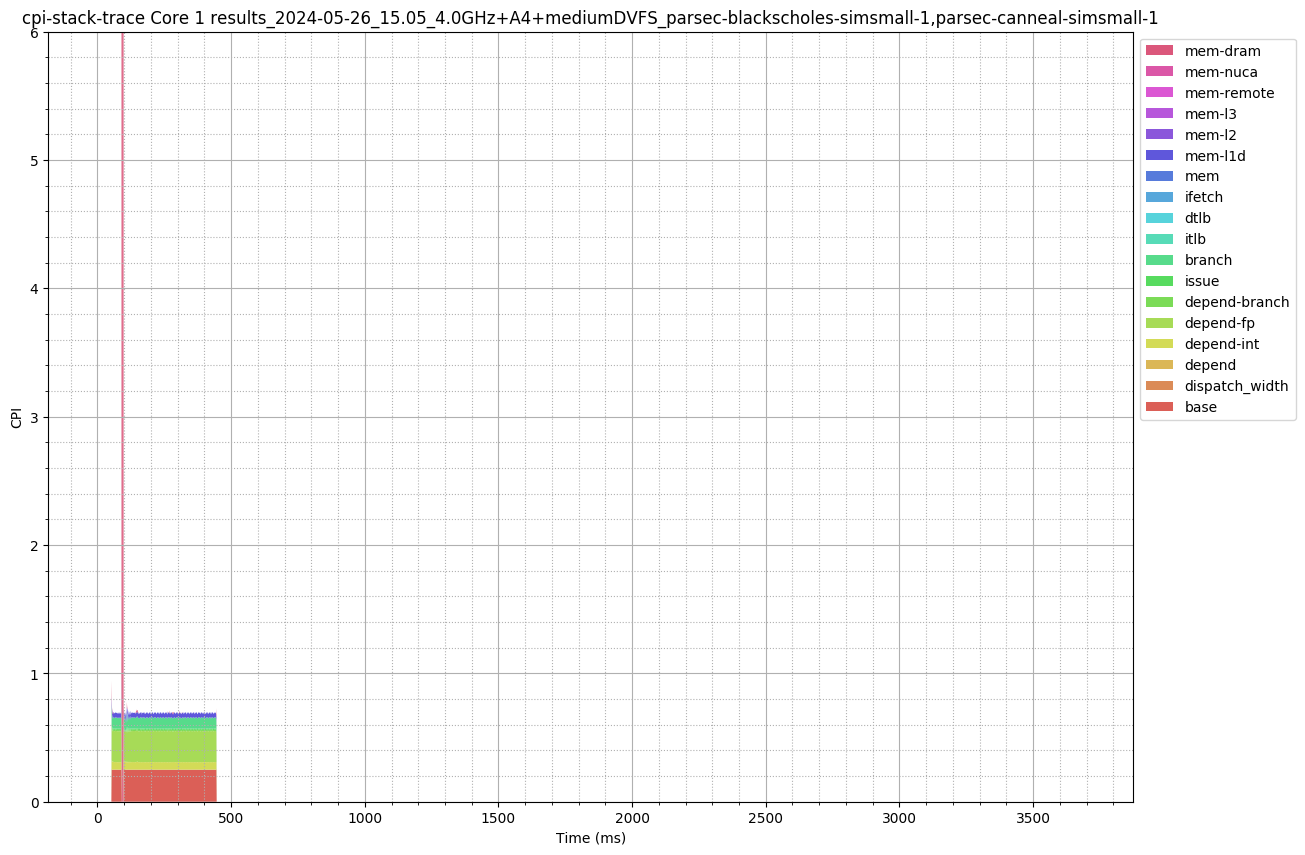 cpi-stack-trace Core 1 results_2024-05-26_15.05_4.0GHz+A4+mediumDVFS_parsec-blackscholes-simsmall-1,parsec-canneal-simsmall-1
6
5
4
3
2
1
0
CPI
0
500
1000
1500
2000
2500
3000
3500
Time (ms)
mem-dram
mem-nuca
mem-remote
mem-l3
mem-l2
mem-l1d
mem
ifetch
dtlb
itlb
branch
issue
depend-branch
depend-fp
depend-int
depend
dispatch_width
base